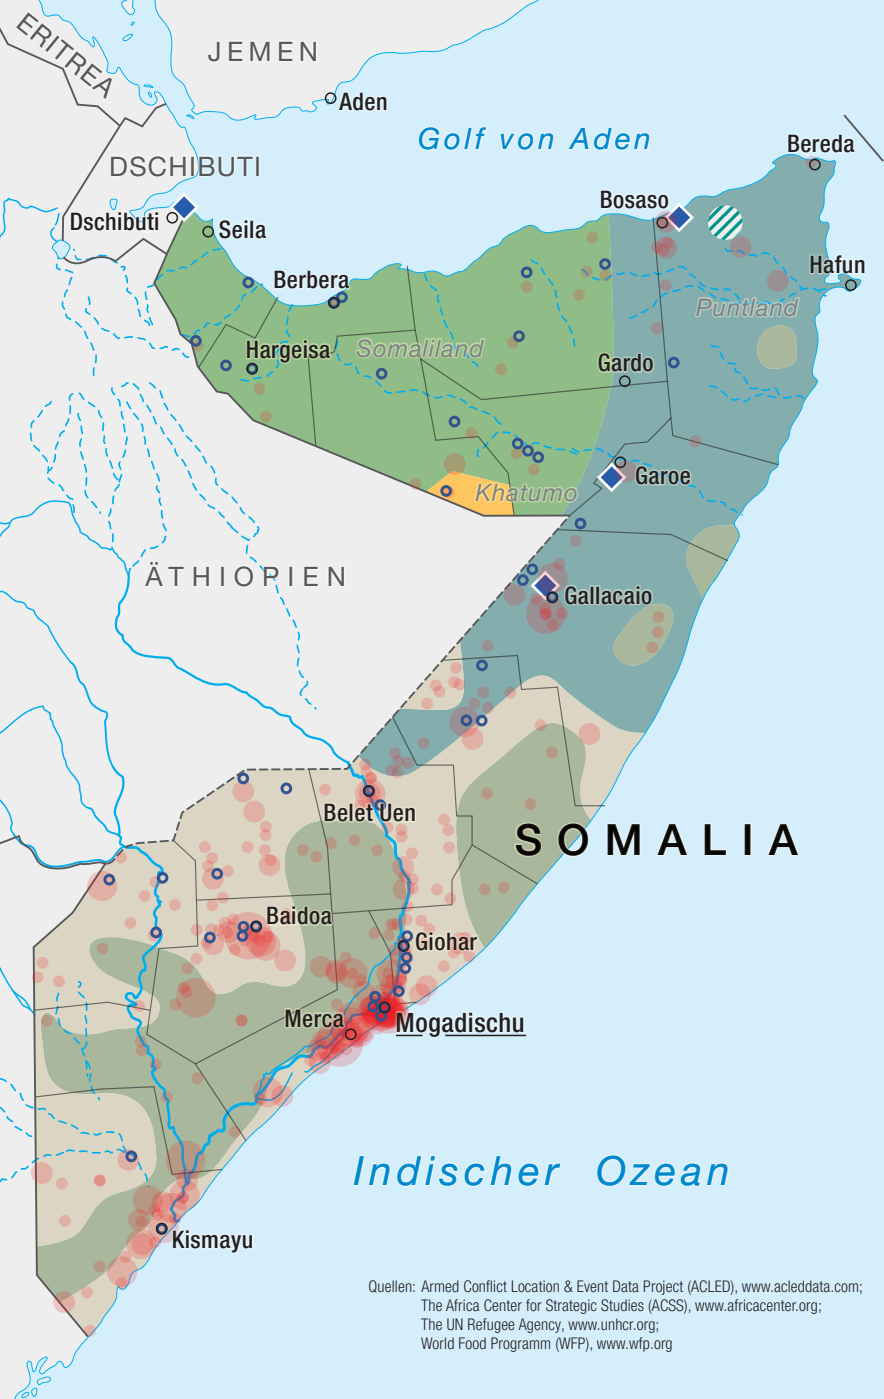 ERITREA
JEMEN
Aden
Golf von Aden
Bereda
DSCHIBUTI
Bosaso
Dschibuti
Seila
Hafun
Berbera
Puntland
Hargeisa
Somaliland
Gardo
Garoe
Khatumo
ÄTHIOPIEN
Gallacaio
Belet Uen
SOMALIA
Baidoa
Giohar
Merca
Mogadischu
Indischer Ozean
Kismayu
Quellen: Armed Conflict Location & Event Data Project (ACLED), www.acleddata.com;
The Africa Center for Strategic Studies (ACSS), www.africacenter.org;
The UN Refugee Agency, www.unhcr.org;
World Food Programm (WFP), www.wfp.org